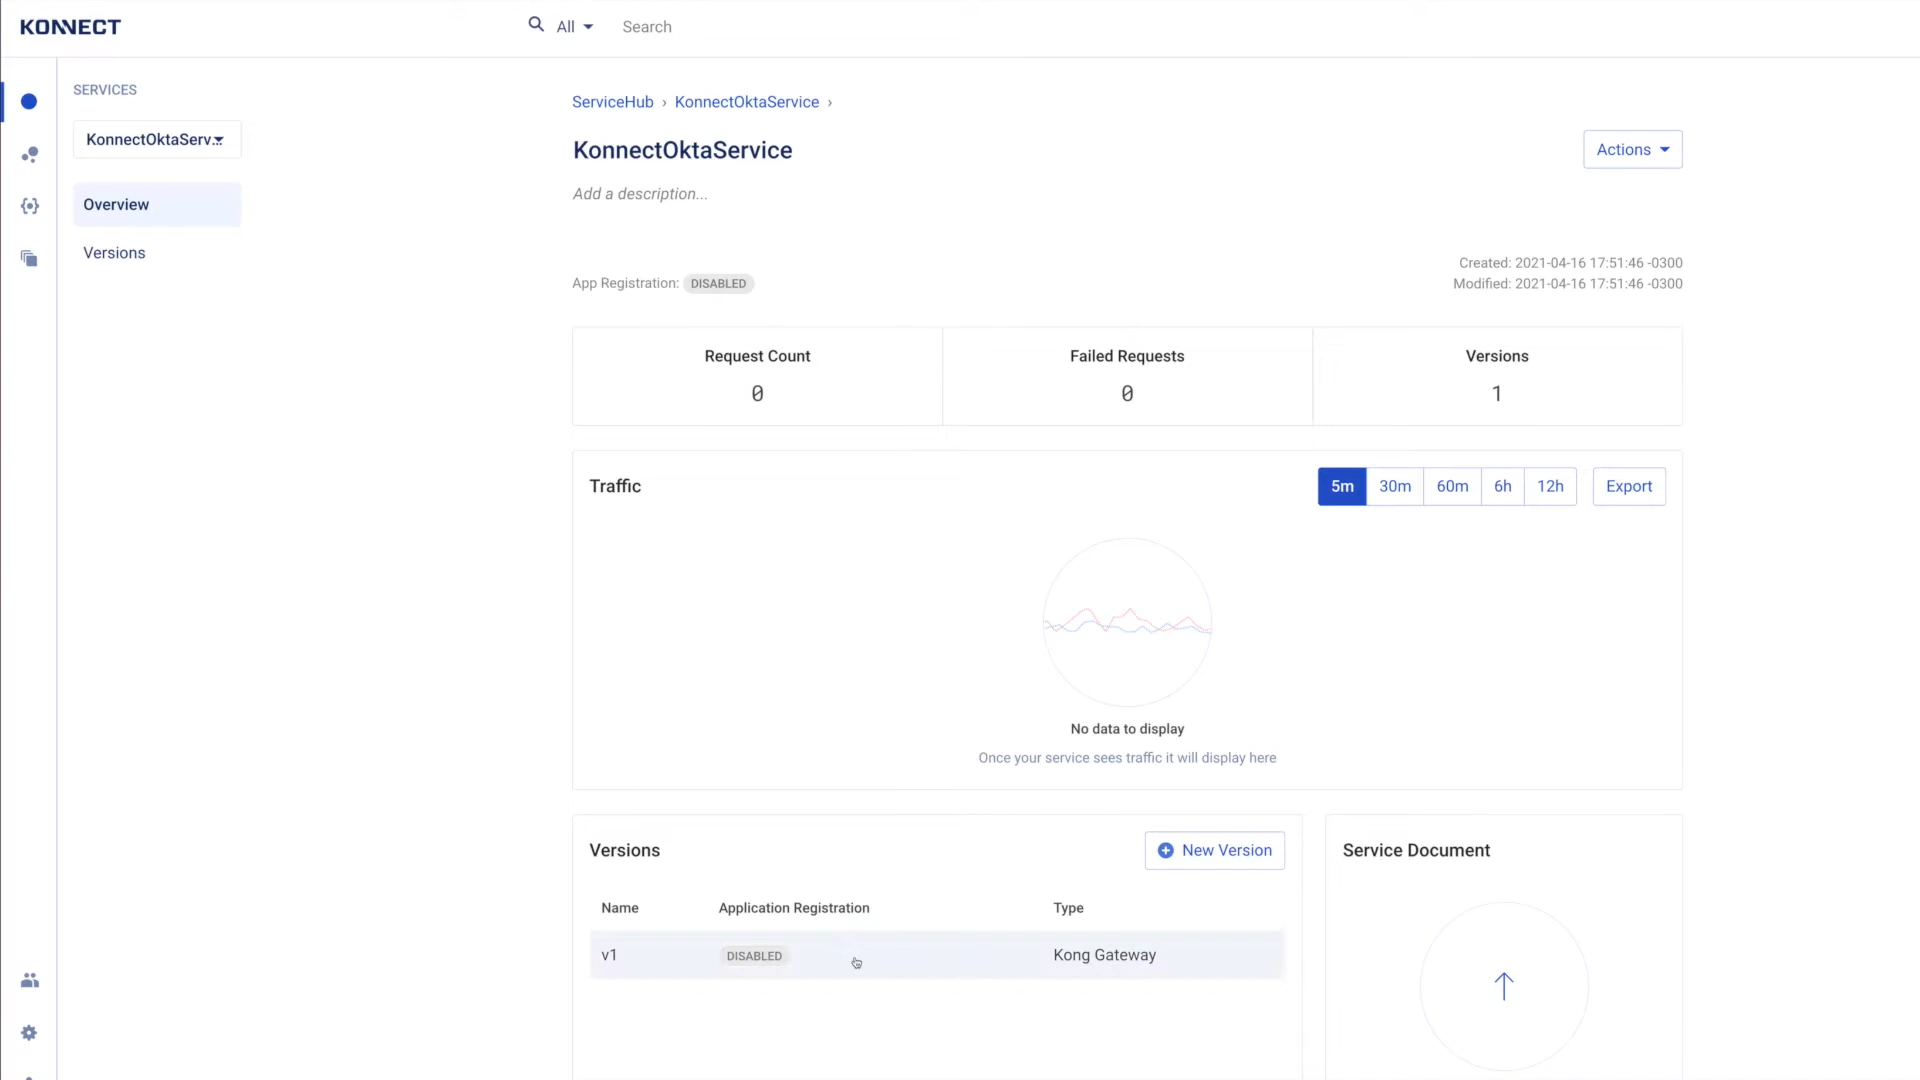 KONNECT
All
Search
SERVICES
KonnectOktaServ...
Overview
Versions
ServiceHub › KonnectOktaService ›
KonnectOktaService
Actions
Add a description...
App Registration: DISABLED
Created: 2021-04-16 17:51:46 -0300
Modified: 2021-04-16 17:51:46 -0300
Request Count
0
Failed Requests
0
Versions
1
Traffic
5m 30m 60m 6h 12h Export
No data to display
Once your service sees traffic it will display here
Versions
New Version
Name Application Registration Type
v1 DISABLED Kong Gateway
Service Document